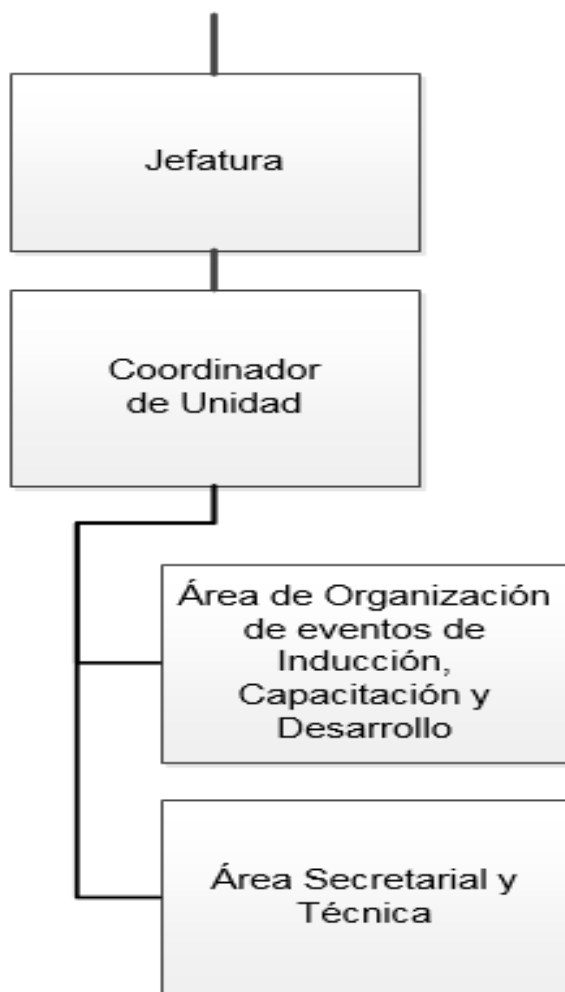 Jefatura
Coordinador
de Unidad
Área de Organización
de eventos de
Inducción,
Capacitación y
Desarrollo
Área Secretarial y
Técnica